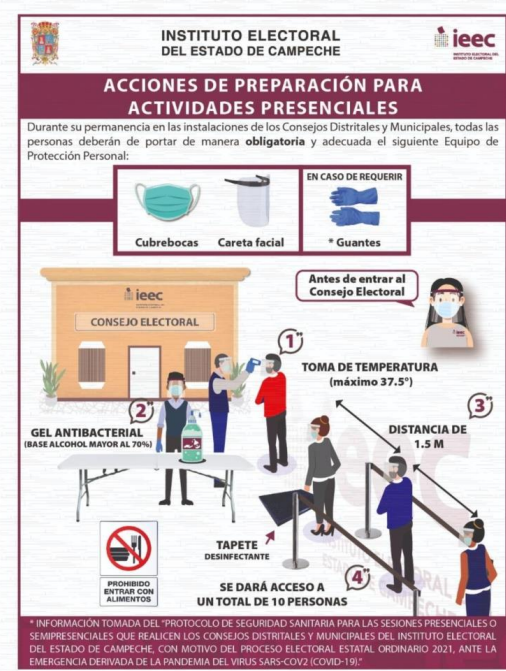 INSTITUTO ELECTORAL
DEL ESTADO DE CAMPECHE
ieec
INSTITUTO ELECTORAL DEL
ESTADO DE CAMPECHE
ACCIONES DE PREPARACIÓN PARA
ACTIVIDADES PRESENCIALES
Durante su permanencia en las instalaciones de los Consejos Distritales y Municipales, todas las
personas deberán de portar de manera obligatoria y adecuada el siguiente Equipo de
Protección Personal:
EN CASO DE REQUERIR
Cubrebocas
Careta facial
* Guantes
Antes de entrar al
Consejo Electoral
ieec
ieec
CONSEJO ELECTORAL
1°
TOMA DE TEMPERATURA
(máximo 37.5°)
2°
GEL ANTIBACTERIAL
(BASE ALCOHOL MAYOR AL 70%)
3°
DISTANCIA DE
1.5 M
TAPETE
DESINFECTANTE
4°
SE DARÁ ACCESO A
UN TOTAL DE 10 PERSONAS
PROHIBIDO
ENTRAR CON
ALIMENTOS
* INFORMACIÓN TOMADA DEL "PROTOCOLO DE SEGURIDAD SANITARIA PARA LAS SESIONES PRESENCIALES O
SEMIPRESENCIALES QUE REALICEN LOS CONSEJOS DISTRITALES Y MUNICIPALES DEL INSTITUTO ELECTORAL
DEL ESTADO DE CAMPECHE, CON MOTIVO DEL PROCESO ELECTORAL ESTATAL ORDINARIO 2021, ANTE LA
EMERGENCIA DERIVADA DE LA PANDEMIA DEL VIRUS SARS-COV2 (COVID-19)."